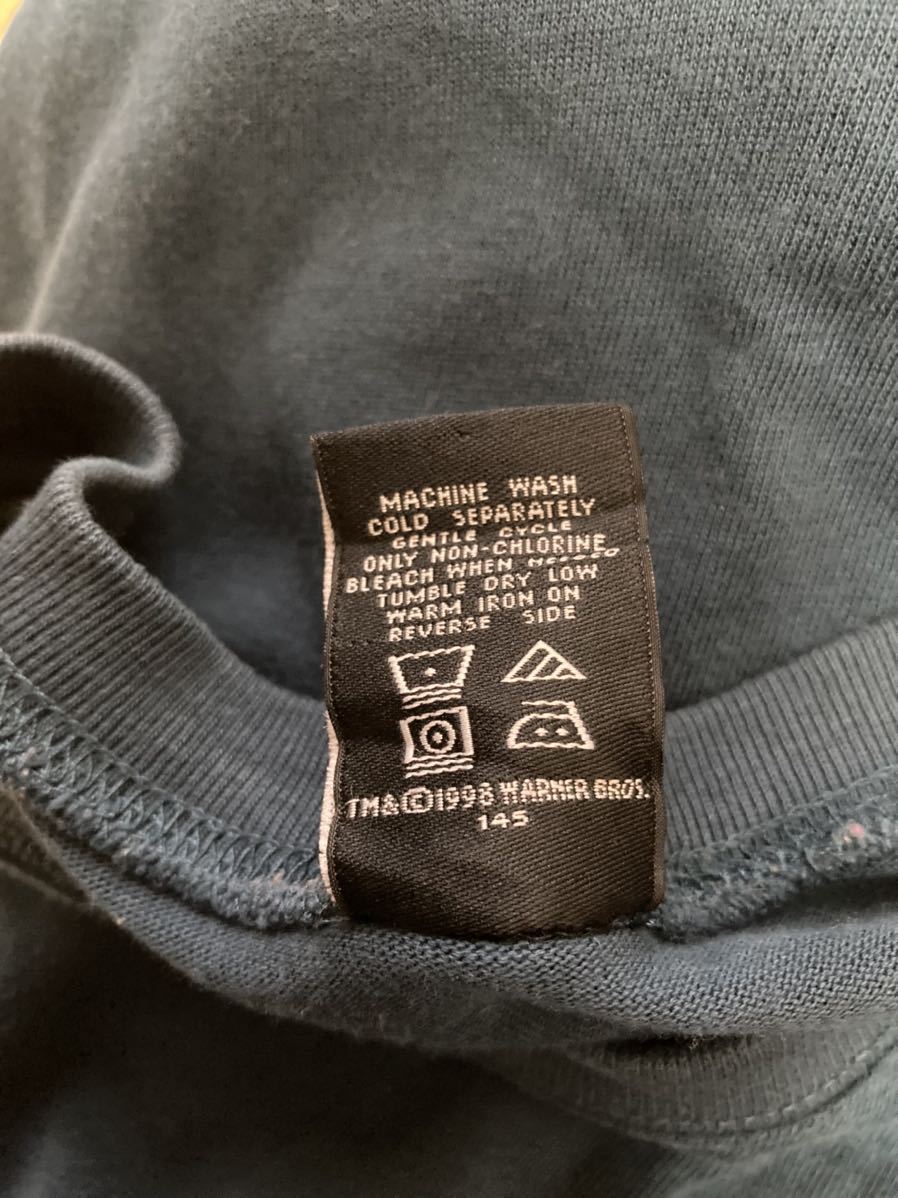 MACHINE WASH
COLD SEPARATELY
GENTLE CYCLE
ONLY NON-CHLORINE
BLEACH WHEN NEEDED
TUMBLE DRY LOW
WARM IRON ON
REVERSE SIDE
TM&©1998 WARNER BROS.
145